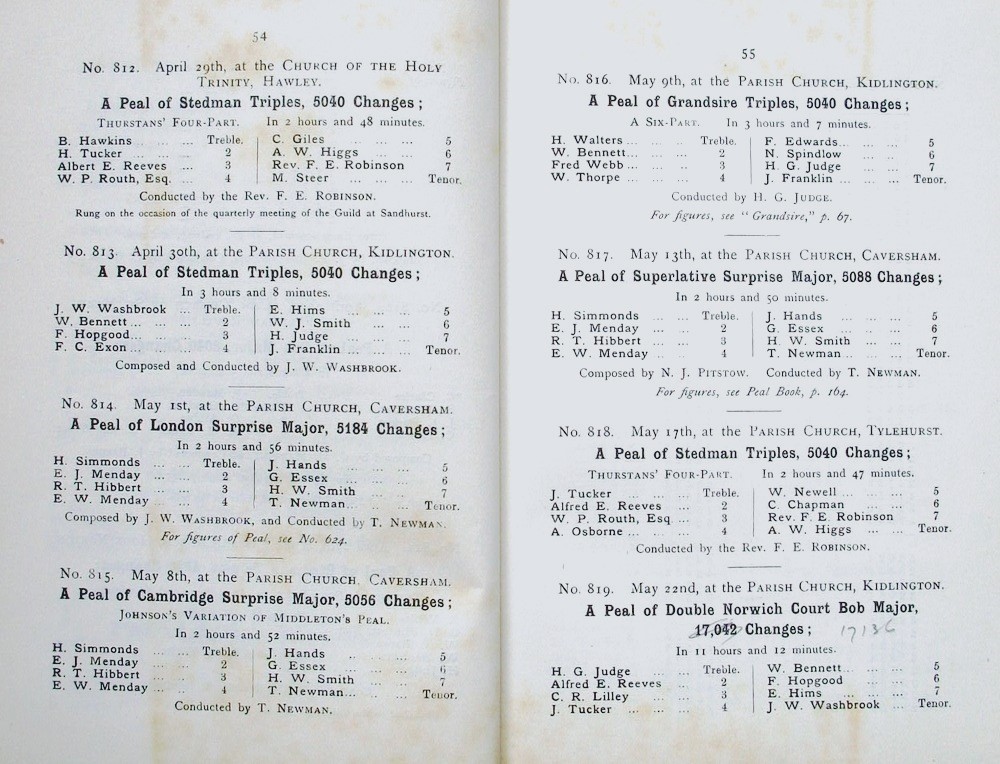 54
No. 812. April 29th, at the CHURCH OF THE HOLY
TRINITY, HAWLEY.
A Peal of Stedman Triples, 5040 Changes;
THURSTANS' FOUR-PART. In 2 hours and 48 minutes.
B. Hawkins ... ... Treble. C. Giles ... ... ... 5
H. Tucker ... ... 2 A. W. Higgs ... ... 6
Albert E. Reeves ... 3 Rev. F. E. Robinson 7
W. P. Routh, Esq. ... 4 M. Steer ... ... ... Tenor.
Conducted by the Rev. F. E. ROBINSON.
Rung on the occasion of the quarterly meeting of the Guild at Sandhurst.
No. 813. April 30th, at the PARISH CHURCH, KIDLINGTON.
A Peal of Stedman Triples, 5040 Changes;
In 3 hours and 8 minutes.
J. W. Washbrook ... Treble. E. Hims ... ... ... 5
W. Bennett ... ... 2 W. J. Smith ... ... 6
F. Hopgood... ... 3 H. Judge ... ... ... 7
F. C. Exon... ... ... 4 J. Franklin ... ... ... Tenor.
Composed and Conducted by J. W. WASHBROOK.
No. 814. May 1st, at the PARISH CHURCH, CAVERSHAM.
A Peal of London Surprise Major, 5184 Changes;
In 2 hours and 56 minutes.
H. Simmonds ... ... Treble. J. Hands ... ... ... 5
E. J. Menday ... ... 2 G. Essex ... ... ... 6
R. T. Hibbert ... ... 3 H. W. Smith ... ... 7
E. W. Menday ... ... 4 T. Newman... ... ... Tenor.
Composed by J. W. WASHBROOK, and Conducted by T. NEWMAN.
For figures of Peal, see No. 624.
No. 815. May 8th, at the PARISH CHURCH, CAVERSHAM.
A Peal of Cambridge Surprise Major, 5056 Changes;
JOHNSON'S VARIATION OF MIDDLETON'S PEAL.
In 2 hours and 52 minutes.
H. Simmonds ... ... Treble. J. Hands ... ... ... 5
E. J. Menday ... ... 2 G. Essex ... ... ... 6
R. T. Hibbert ... ... 3 H. W. Smith ... ... 7
E. W. Menday ... ... 4 T. Newman... ... ... Tenor.
Conducted by T. NEWMAN.
55
No. 816. May 9th, at the PARISH CHURCH, KIDLINGTON.
A Peal of Grandsire Triples, 5040 Changes;
A SIX-PART. In 3 hours and 7 minutes.
H. Walters ... ... ... Treble. F. Edwards... ... ... 5
W. Bennett... ... ... 2 N. Spindlow ... ... 6
Fred Webb ... ... ... 3 H. G. Judge ... ... 7
W. Thorpe ... ... ... 4 J. Franklin ... ... ... Tenor.
Conducted by H. G. JUDGE.
For figures, see "Grandsire," p. 67.
No. 817. May 13th, at the PARISH CHURCH, CAVERSHAM.
A Peal of Superlative Surprise Major, 5088 Changes;
In 2 hours and 50 minutes.
H. Simmonds ... ... Treble. J. Hands ... ... ... 5
E. J. Menday ... ... 2 G. Essex ... ... ... 6
R. T. Hibbert ... ... 3 H. W. Smith ... ... 7
E. W. Menday ... ... 4 T. Newman ... ... ... Tenor.
Composed by N. J. PITSTOW. Conducted by T. NEWMAN.
For figures, see Peal Book, p. 164.
No. 818. May 17th, at the PARISH CHURCH, TYLEHURST.
A Peal of Stedman Triples, 5040 Changes;
THURSTANS' FOUR-PART. In 2 hours and 47 minutes.
J. Tucker ... ... ... Treble. W. Newell ... ... ... 5
Alfred E. Reeves ... 2 C. Chapman ... ... 6
W. P. Routh, Esq. ... 3 Rev. F. E. Robinson 7
A. Osborne ... ... ... 4 A. W. Higgs ... ... Tenor.
Conducted by the Rev. F. E. ROBINSON.
No. 819. May 22nd, at the PARISH CHURCH, KIDLINGTON.
A Peal of Double Norwich Court Bob Major,
17,042 Changes; 17136
In 11 hours and 12 minutes.
H. G. Judge ... ... Treble. W. Bennett... ... ... 5
Alfred E. Reeves ... 2 F. Hopgood ... ... 6
C. R. Lilley ... ... 3 E. Hims ... ... ... 7
J. Tucker ... ... ... 4 J. W. Washbrook ... Tenor.